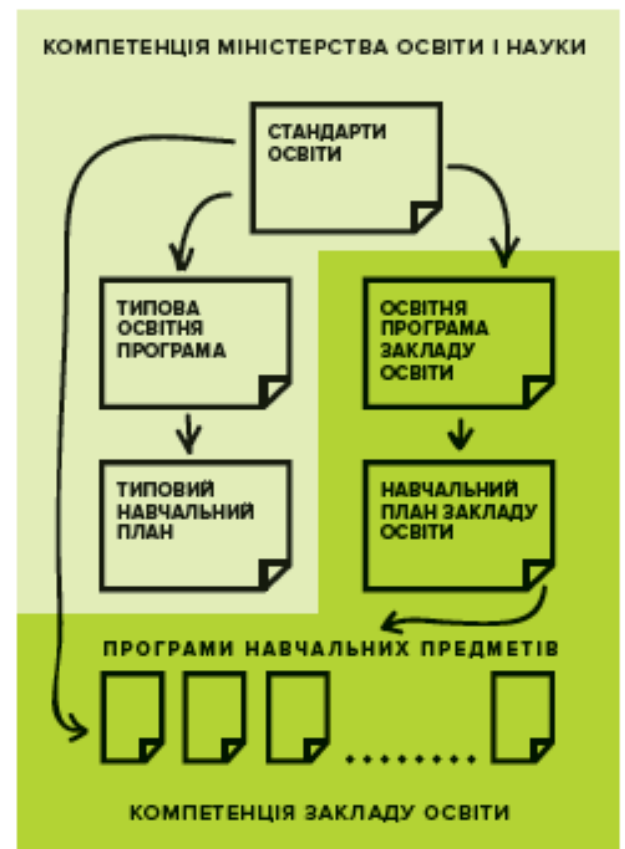 КОМПЕТЕНЦІЯ МІНІСТЕРСТВА ОСВІТИ І НАУКИ
СТАНДАРТИ
ОСВІТИ
ТИПОВА
ОСВІТНЯ
ПРОГРАМА
ОСВІТНЯ
ПРОГРАМА
ЗАКЛАДУ
ОСВІТИ
ТИПОВИЙ
НАВЧАЛЬНИЙ
ПЛАН
НАВЧАЛЬНИЙ
ПЛАН ЗАКЛАДУ
ОСВІТИ
ПРОГРАМИ НАВЧАЛЬНИХ ПРЕДМЕТІВ
КОМПЕТЕНЦІЯ ЗАКЛАДУ ОСВІТИ